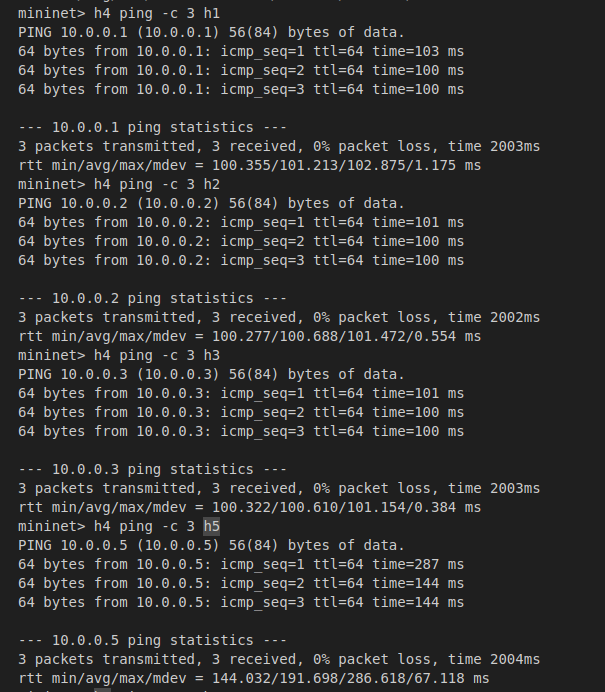 mininet> h4 ping -c 3 h1
PING 10.0.0.1 (10.0.0.1) 56(84) bytes of data.
64 bytes from 10.0.0.1: icmp_seq=1 ttl=64 time=103 ms
64 bytes from 10.0.0.1: icmp_seq=2 ttl=64 time=100 ms
64 bytes from 10.0.0.1: icmp_seq=3 ttl=64 time=100 ms
--- 10.0.0.1 ping statistics ---
3 packets transmitted, 3 received, 0% packet loss, time 2003ms
rtt min/avg/max/mdev = 100.355/101.213/102.875/1.175 ms
mininet> h4 ping -c 3 h2
PING 10.0.0.2 (10.0.0.2) 56(84) bytes of data.
64 bytes from 10.0.0.2: icmp_seq=1 ttl=64 time=101 ms
64 bytes from 10.0.0.2: icmp_seq=2 ttl=64 time=100 ms
64 bytes from 10.0.0.2: icmp_seq=3 ttl=64 time=100 ms
--- 10.0.0.2 ping statistics ---
3 packets transmitted, 3 received, 0% packet loss, time 2002ms
rtt min/avg/max/mdev = 100.277/100.688/101.472/0.554 ms
mininet> h4 ping -c 3 h3
PING 10.0.0.3 (10.0.0.3) 56(84) bytes of data.
64 bytes from 10.0.0.3: icmp_seq=1 ttl=64 time=101 ms
64 bytes from 10.0.0.3: icmp_seq=2 ttl=64 time=100 ms
64 bytes from 10.0.0.3: icmp_seq=3 ttl=64 time=100 ms
--- 10.0.0.3 ping statistics ---
3 packets transmitted, 3 received, 0% packet loss, time 2003ms
rtt min/avg/max/mdev = 100.322/100.610/101.154/0.384 ms
mininet> h4 ping -c 3 h5
PING 10.0.0.5 (10.0.0.5) 56(84) bytes of data.
64 bytes from 10.0.0.5: icmp_seq=1 ttl=64 time=287 ms
64 bytes from 10.0.0.5: icmp_seq=2 ttl=64 time=144 ms
64 bytes from 10.0.0.5: icmp_seq=3 ttl=64 time=144 ms
--- 10.0.0.5 ping statistics ---
3 packets transmitted, 3 received, 0% packet loss, time 2004ms
rtt min/avg/max/mdev = 144.032/191.698/286.618/67.118 ms